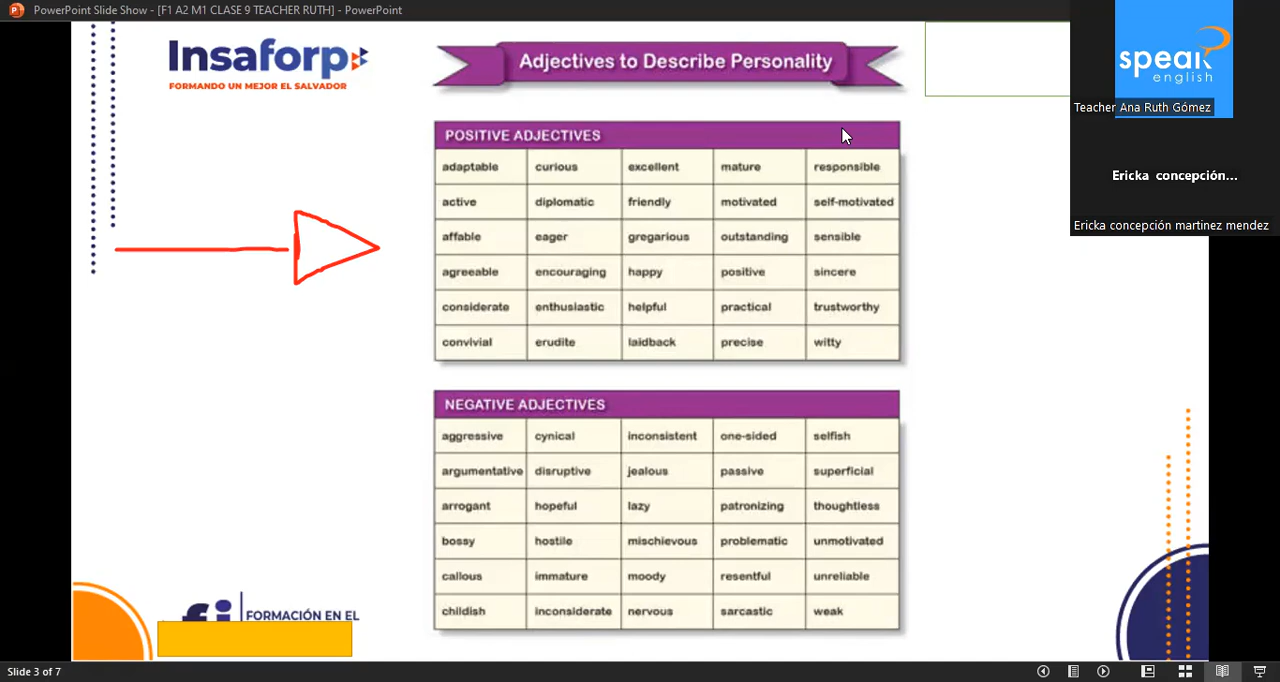 PowerPoint Slide Show - [F1 A2 M1 CLASE 9 TEACHER RUTH] - PowerPoint
Insaforp
FORMANDO UN MEJOR EL SALVADOR
Adjectives to Describe Personality
speak
english
Teacher Ana Ruth Gómez
Ericka concepción...
Ericka concepción martinez mendez
POSITIVE ADJECTIVES
adaptable curious excellent mature responsible
active diplomatic friendly motivated self-motivated
affable eager gregarious outstanding sensible
agreeable encouraging happy positive sincere
considerate enthusiastic helpful practical trustworthy
convivial erudite laidback precise witty
NEGATIVE ADJECTIVES
aggressive cynical inconsistent one-sided selfish
argumentative disruptive jealous passive superficial
arrogant hopeful lazy patronizing thoughtless
bossy hostile mischievous problematic unmotivated
callous immature moody resentful unreliable
childish inconsiderate nervous sarcastic weak
FORMACIÓN EN EL
Slide 3 of 7